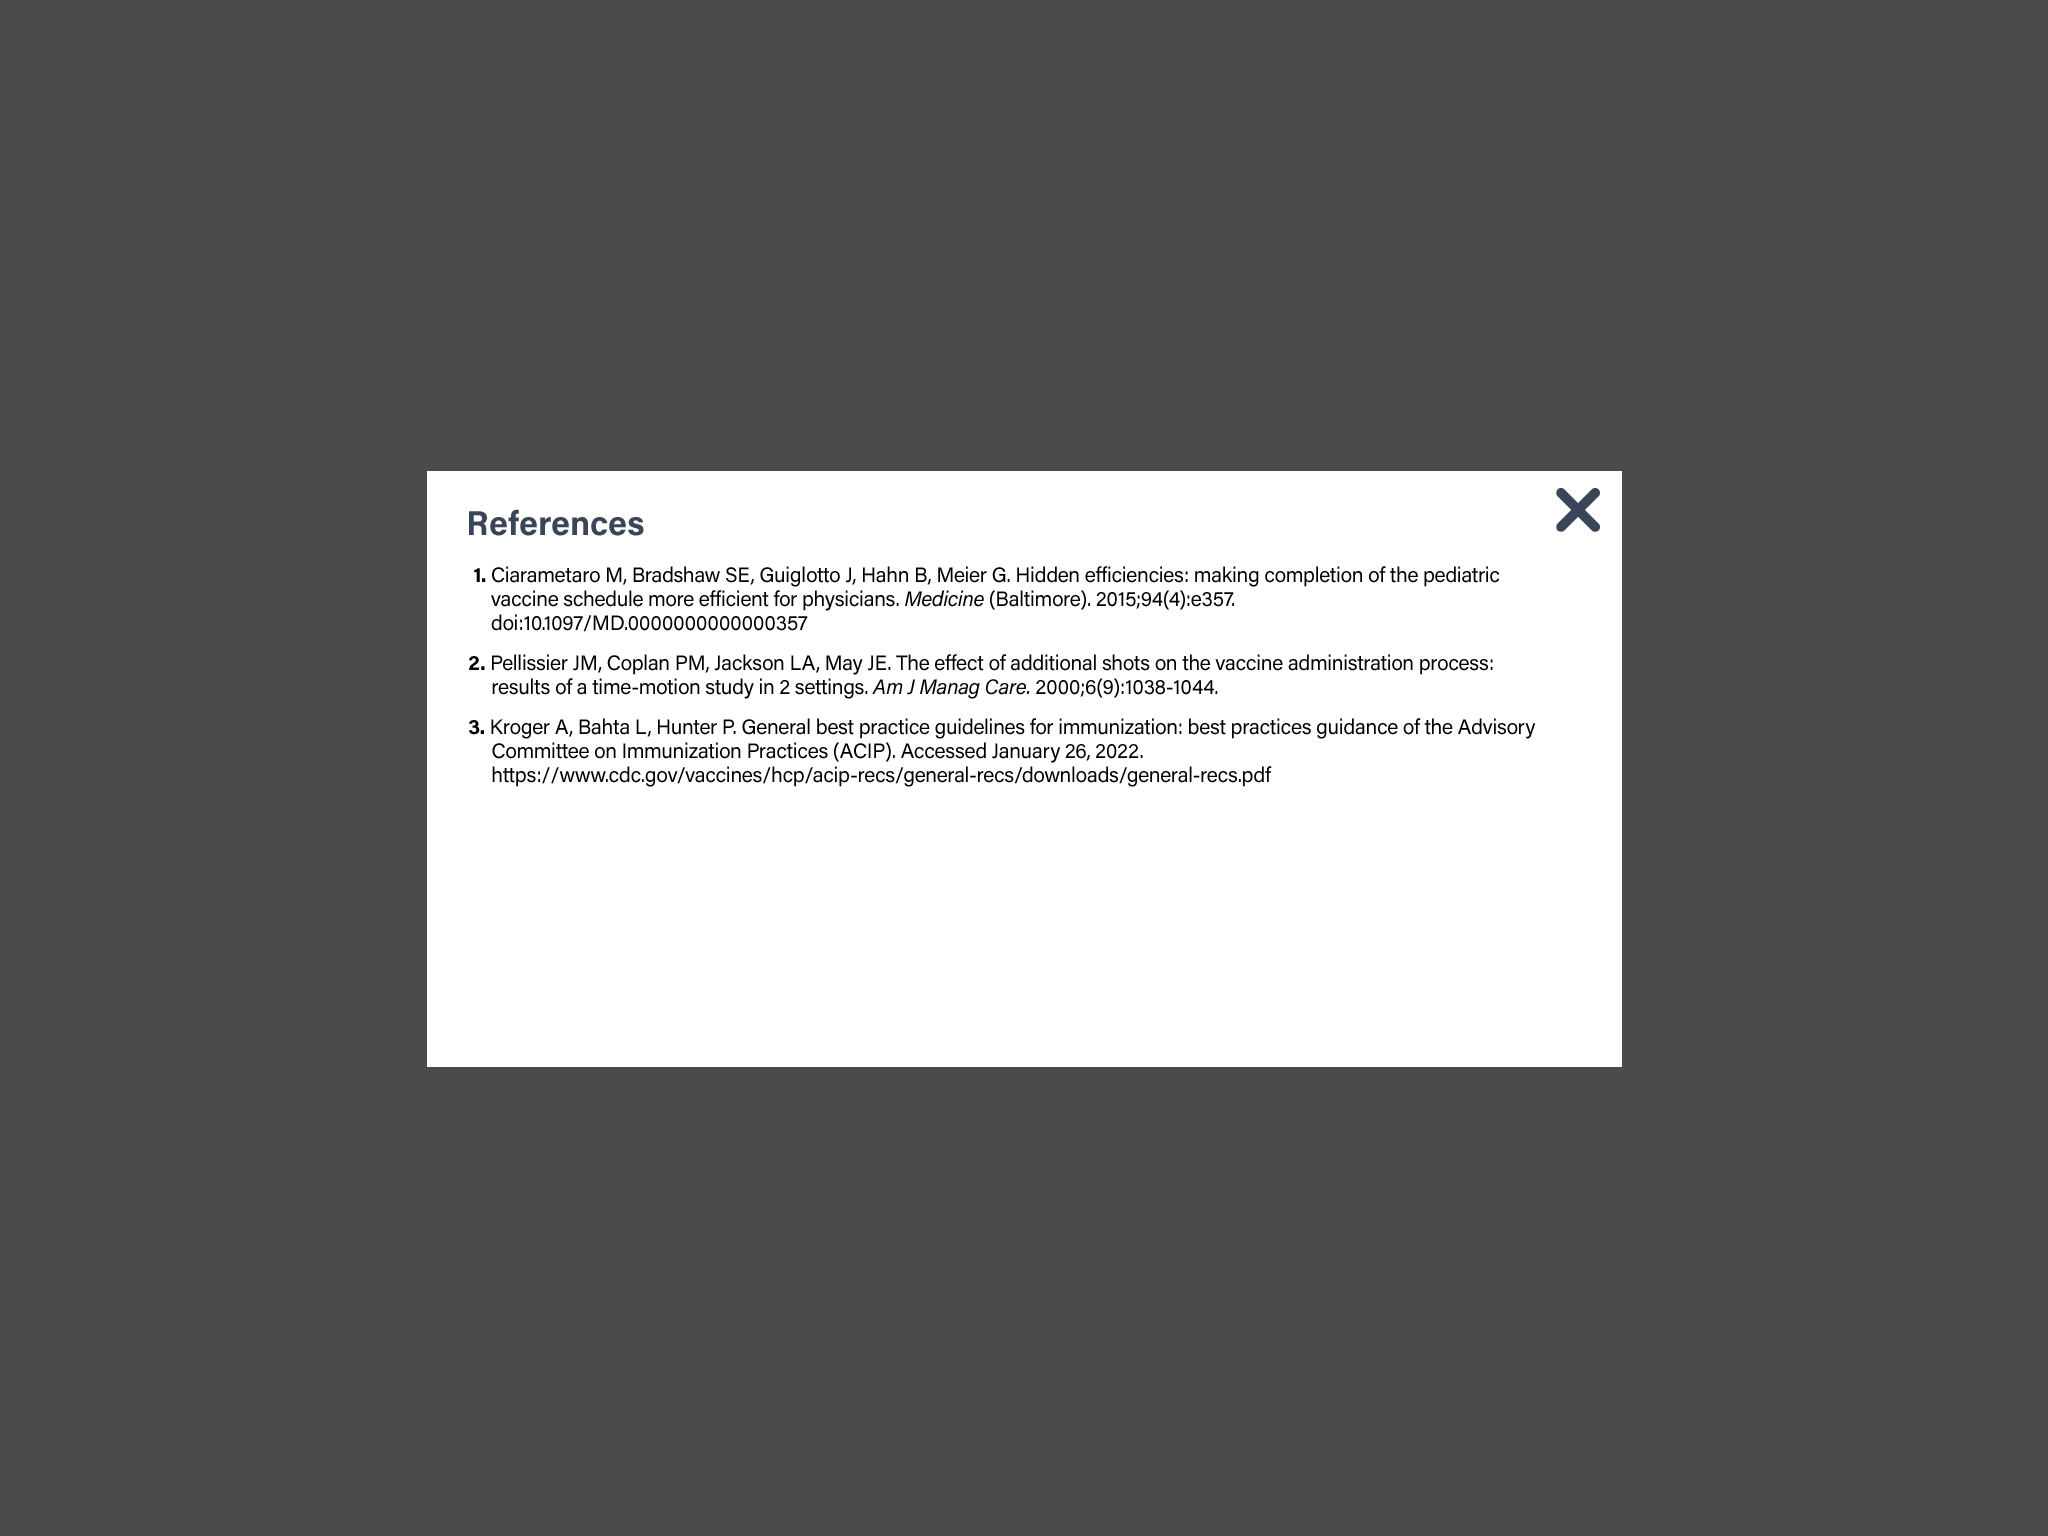 References
1. Ciarametaro M, Bradshaw SE, Guiglotto J, Hahn B, Meier G. Hidden efficiencies: making completion of the pediatric
vaccine schedule more efficient for physicians. Medicine (Baltimore). 2015;94(4):e357.
doi:10.1097/MD.0000000000000357
2. Pellissier JM, Coplan PM, Jackson LA, May JE. The effect of additional shots on the vaccine administration process:
results of a time-motion study in 2 settings. Am J Manag Care. 2000;6(9):1038-1044.
3. Kroger A, Bahta L, Hunter P. General best practice guidelines for immunization: best practices guidance of the Advisory
Committee on Immunization Practices (ACIP). Accessed January 26, 2022.
https://www.cdc.gov/vaccines/hcp/acip-recs/general-recs/downloads/general-recs.pdf